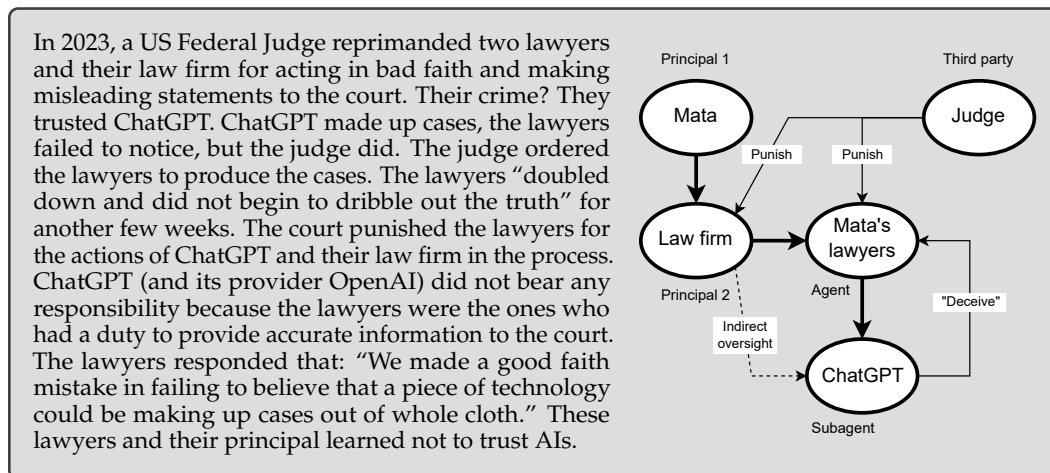 In 2023, a US Federal Judge reprimanded two lawyers
and their law firm for acting in bad faith and making
misleading statements to the court. Their crime? They
trusted ChatGPT. ChatGPT made up cases, the lawyers
failed to notice, but the judge did. The judge ordered
the lawyers to produce the cases. The lawyers “doubled
down and did not begin to dribble out the truth” for
another few weeks. The court punished the lawyers for
the actions of ChatGPT and their law firm in the process.
ChatGPT (and its provider OpenAI) did not bear any
responsibility because the lawyers were the ones who
had a duty to provide accurate information to the court.
The lawyers responded that: “We made a good faith
mistake in failing to believe that a piece of technology
could be making up cases out of whole cloth.” These
lawyers and their principal learned not to trust AIs.
Principal 1
Third party
Mata
Judge
Punish
Punish
Law firm
Mata's
lawyers
Principal 2
Agent
"Deceive"
Indirect
oversight
ChatGPT
Subagent